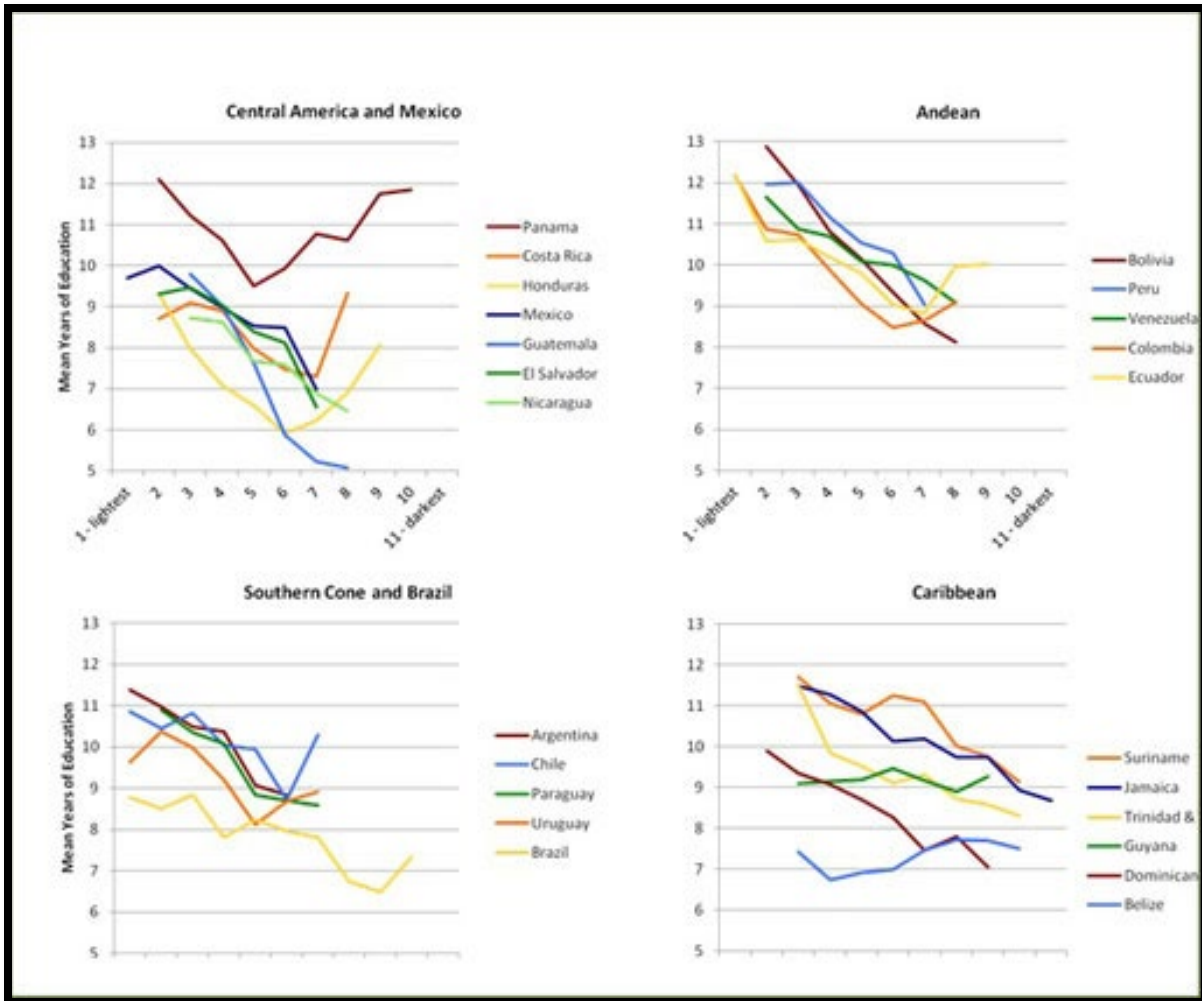 Central America and Mexico
Mean Years of Education
13
12
11
10
9
8
7
6
5
1 - lightest
2
3
4
5
6
7
8
9
10
11 - darkest
Panama
Costa Rica
Honduras
Mexico
Guatemala
El Salvador
Nicaragua
Andean
13
12
11
10
9
8
7
6
5
1 - lightest
2
3
4
5
6
7
8
9
10
11 - darkest
Bolivia
Peru
Venezuela
Colombia
Ecuador
Southern Cone and Brazil
Mean Years of Education
13
12
11
10
9
8
7
6
5
Argentina
Chile
Paraguay
Uruguay
Brazil
Caribbean
13
12
11
10
9
8
7
6
5
Suriname
Jamaica
Trinidad &
Guyana
Dominican
Belize